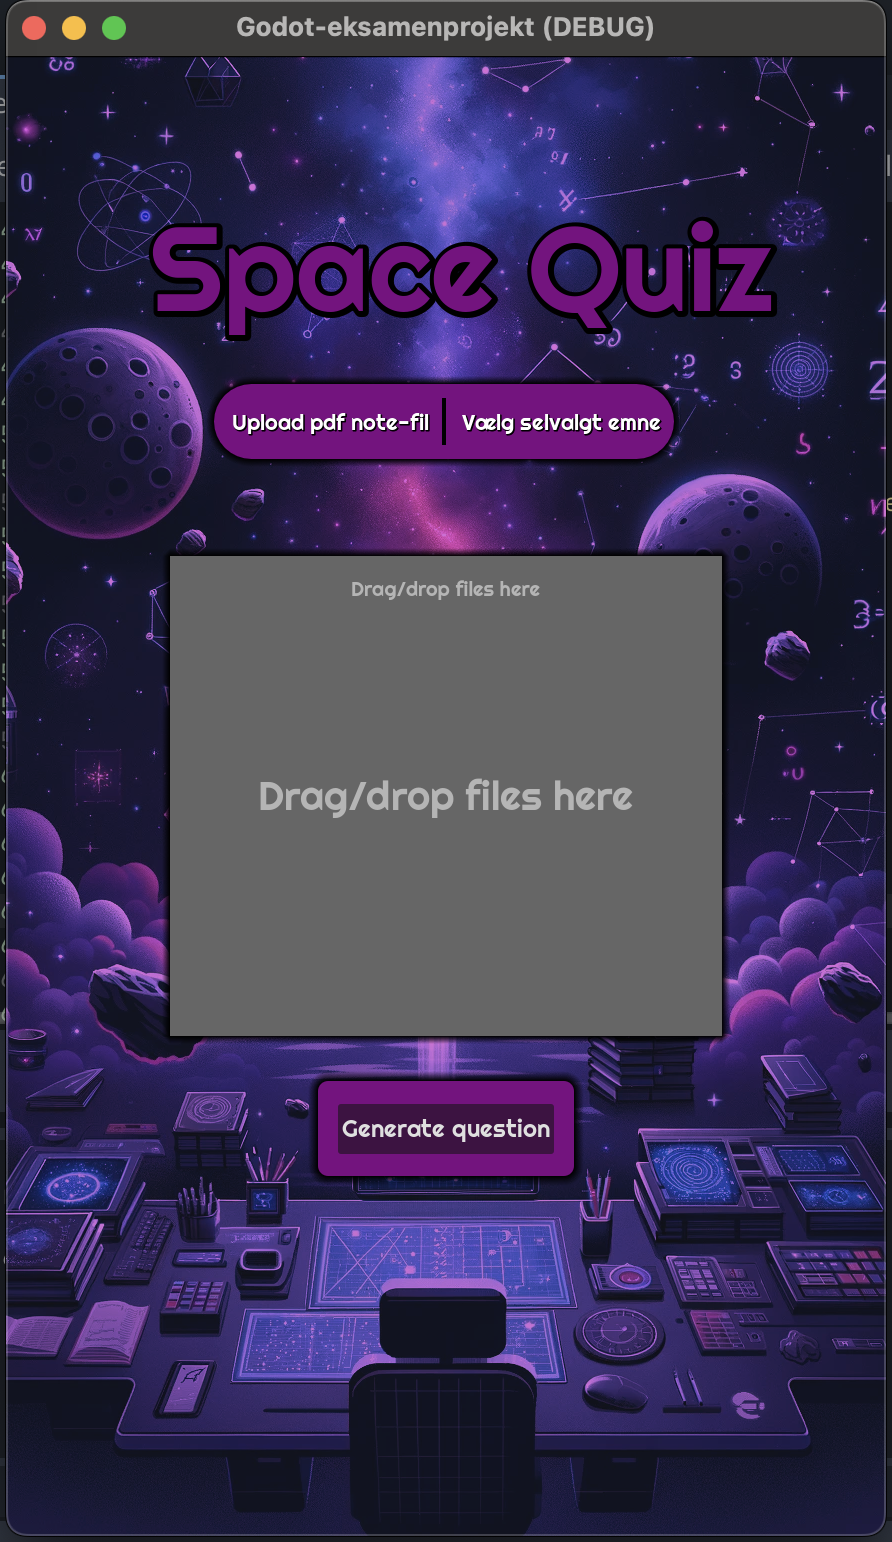 Godot-eksamenprojekt (DEBUG)
Space Quiz
Upload pdf note-fil
Vælg selvalgt emne
Drag/drop files here
Drag/drop files here
Generate question